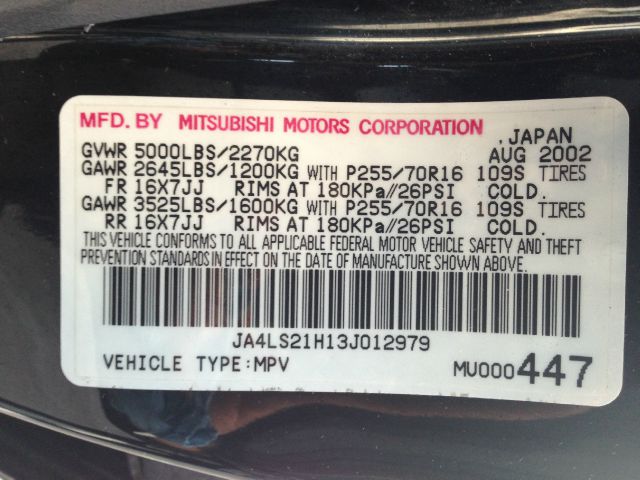 MFD. BY MITSUBISHI MOTORS CORPORATION, JAPAN
GVWR 5000LBS/2270KG AUG 2002
GAWR 2645LBS/1200KG WITH P255/70R16 109S TIRES
FR 16X7JJ RIMS AT 180KPa//26PSI COLD.
GAWR 3525LBS/1600KG WITH P255/70R16 109S TIRES
RR 16X7JJ RIMS AT 180KPa//26PSI COLD.
THIS VEHICLE CONFORMS TO ALL APPLICABLE FEDERAL MOTOR VEHICLE SAFETY AND THEFT
PREVENTION STANDARDS IN EFFECT ON THE DATE OF MANUFACTURE SHOWN ABOVE.
JA4LS21H13J012979
VEHICLE TYPE:MPV MU000447